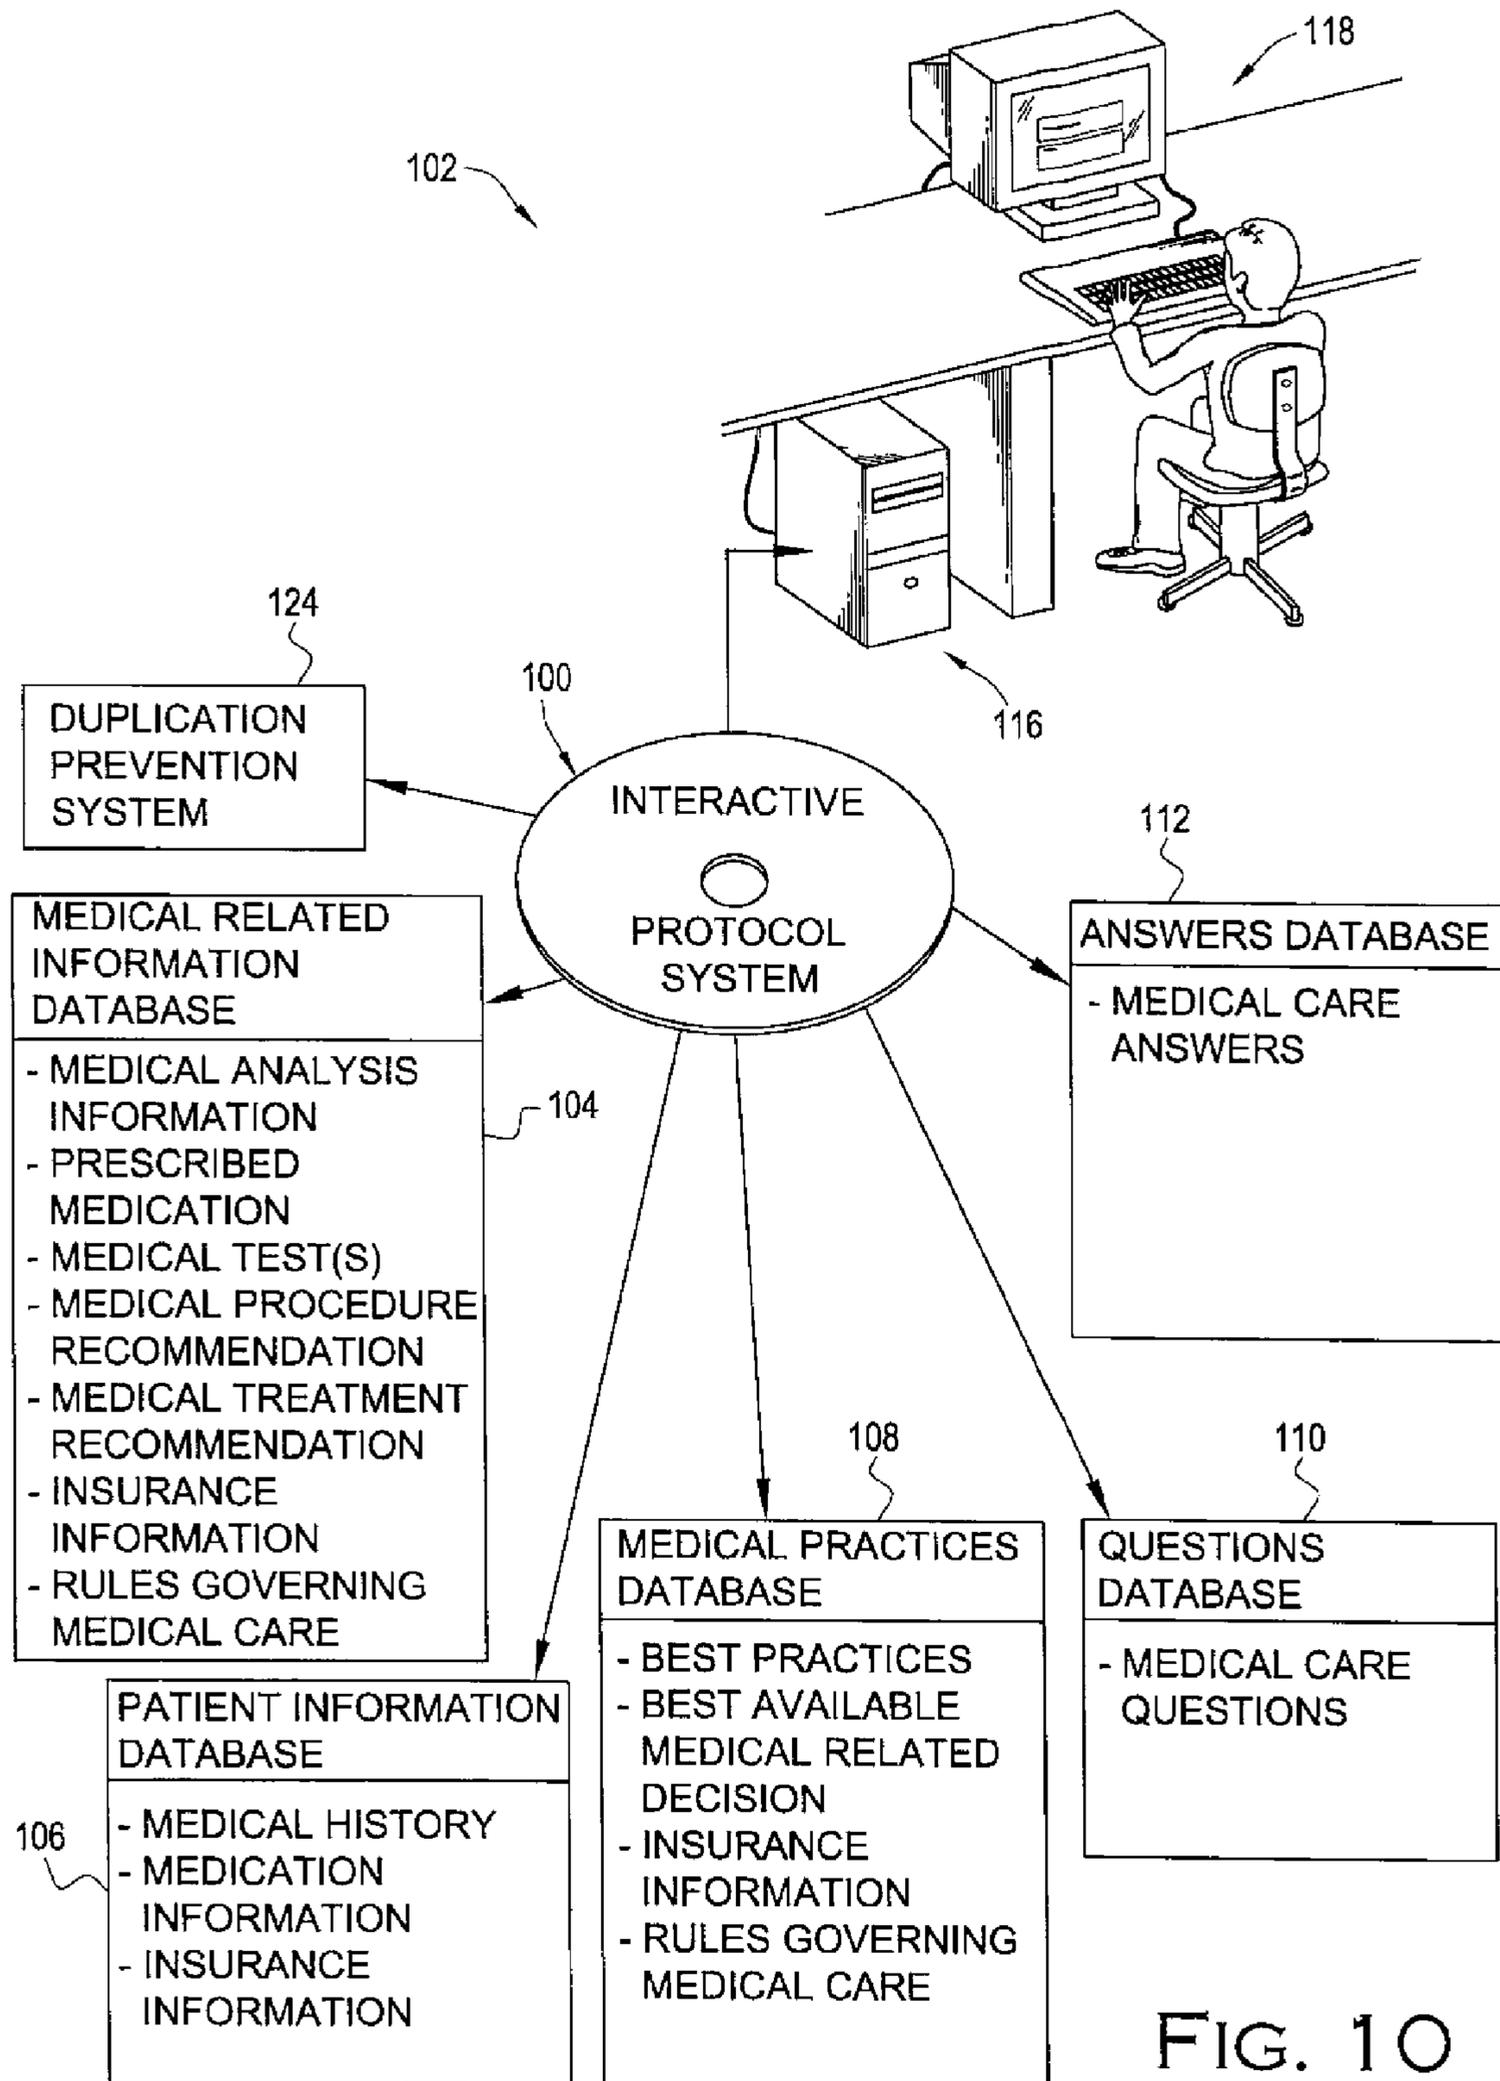 118
102
116
124
100
DUPLICATION
PREVENTION
SYSTEM
INTERACTIVE
PROTOCOL
SYSTEM
112
ANSWERS DATABASE
- MEDICAL CARE
ANSWERS
MEDICAL RELATED
INFORMATION
DATABASE
- MEDICAL ANALYSIS
INFORMATION
- PRESCRIBED
MEDICATION
- MEDICAL TEST(S)
- MEDICAL PROCEDURE
RECOMMENDATION
- MEDICAL TREATMENT
RECOMMENDATION
- INSURANCE
INFORMATION
- RULES GOVERNING
MEDICAL CARE
104
106
PATIENT INFORMATION
DATABASE
- MEDICAL HISTORY
- MEDICATION
INFORMATION
- INSURANCE
INFORMATION
108
MEDICAL PRACTICES
DATABASE
- BEST PRACTICES
- BEST AVAILABLE
MEDICAL RELATED
DECISION
- INSURANCE
INFORMATION
- RULES GOVERNING
MEDICAL CARE
110
QUESTIONS
DATABASE
- MEDICAL CARE
QUESTIONS
FIG. 10